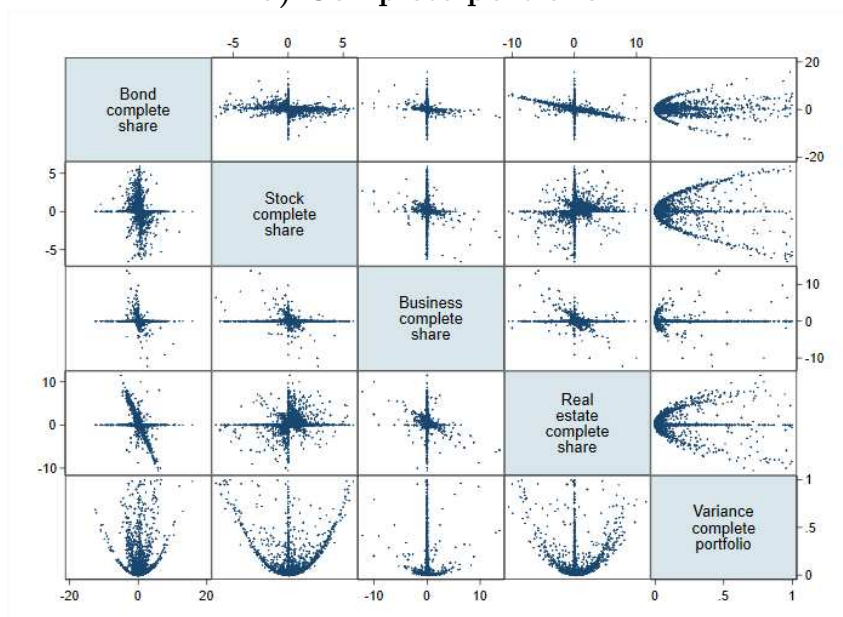 -5 0 5 -10 0 10
Bond
complete
share
20
0
-20
5
0
-5
Stock
complete
share
Business
complete
share
10
0
-10
10
0
-10
Real
estate
complete
share
Variance
complete
portfolio
1
.5
0
-20 0 20 -10 0 10 0 .5 1